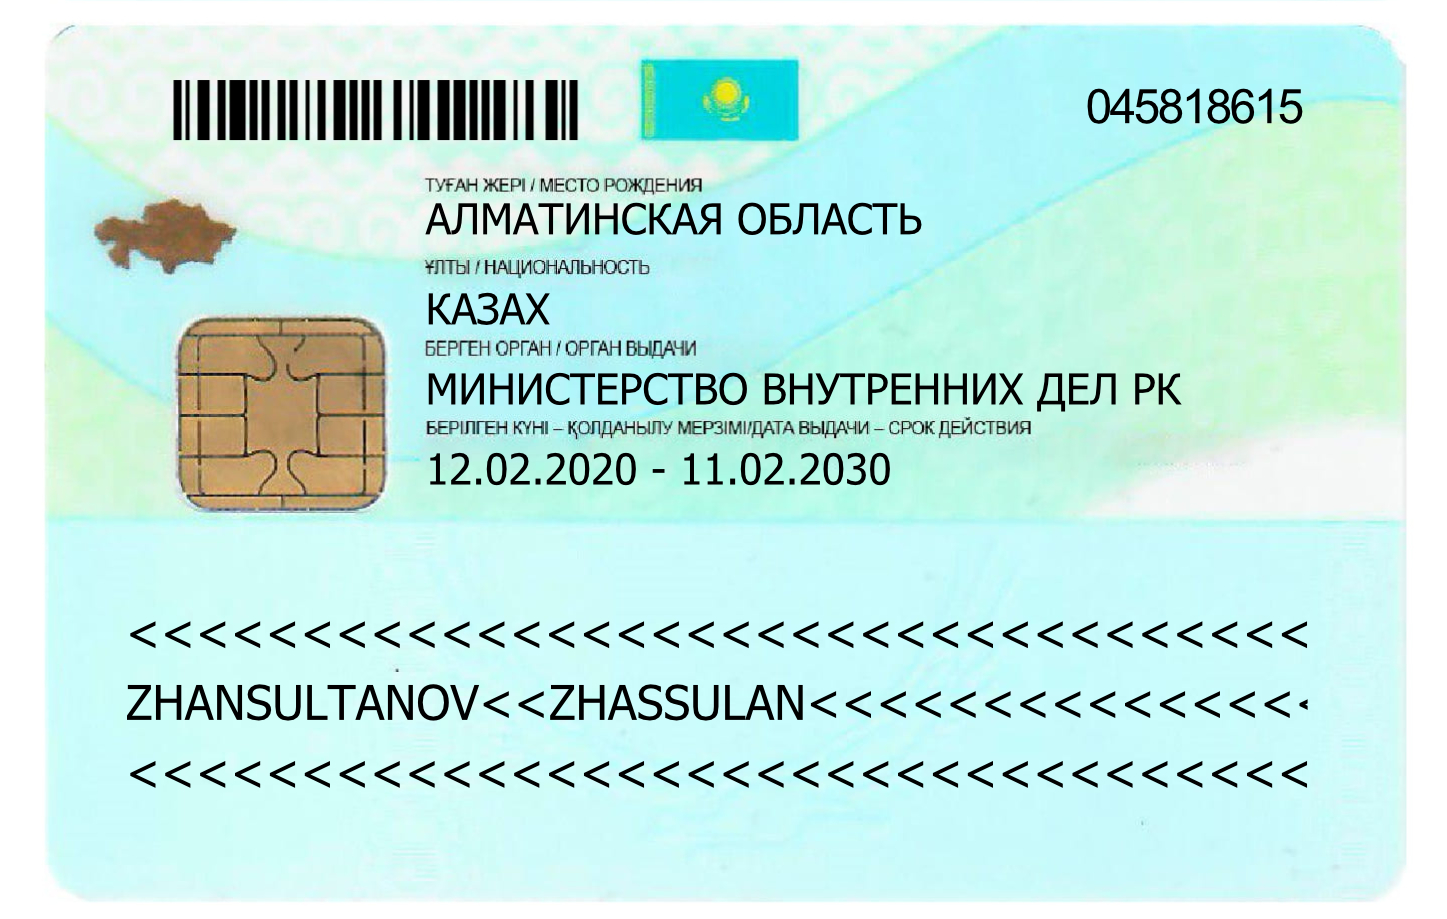 045818615
ТУҒАН ЖЕРІ / МЕСТО РОЖДЕНИЯ
АЛМАТИНСКАЯ ОБЛАСТЬ
ҰЛТЫ / НАЦИОНАЛЬНОСТЬ
КАЗАХ
БЕРГЕН ОРГАН / ОРГАН ВЫДАЧИ
МИНИСТЕРСТВО ВНУТРЕННИХ ДЕЛ РК
БЕРІЛГЕН КҮНІ – ҚОЛДАНЫЛУ МЕРЗІМІ/ДАТА ВЫДАЧИ – СРОК ДЕЙСТВИЯ
12.02.2020 - 11.02.2030
<<<<<<<<<<<<<<<<<<<<<<<<<<<<<<<<<<
ZHANSULTANOV<<ZHASSULAN<<<<<<<<<<<<<<<
<<<<<<<<<<<<<<<<<<<<<<<<<<<<<<<<<<